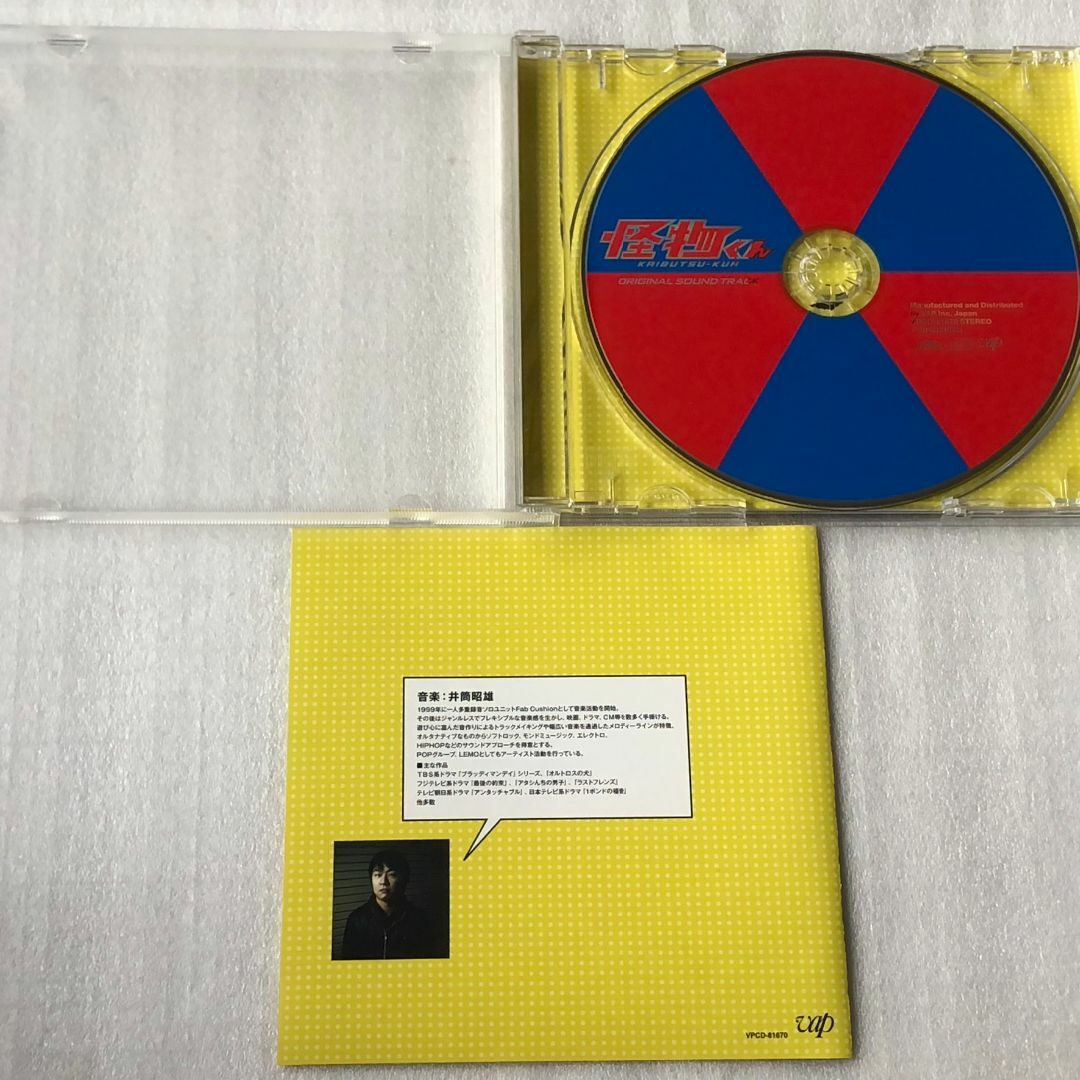 怪物くん
KAIBUTSU-KUN
ORIGINAL SOUND TRACK
Manufactured and Distributed
by VAP Inc, Japan
STEREO
vap
音楽：井筒昭雄
1999年に一人多重録音ソロユニットFab Cushionとして音楽活動を開始。
その後はジャンルレスでフレキシブルな音楽感を生かし、映画、ドラマ、CM等を数多く手掛ける。
遊び心に富んだ音作りによるトラックメイキングや幅広い音楽を通過したメロディーラインが特徴。
オルタナティブなものからソフトロック、モンドミュージック、エレクトロ、
HIPHOPなどのサウンドアプローチを得意とする。
POPグループ、LEMOとしてもアーティスト活動を行っている。
■主な作品
TBS系ドラマ「ブラッディマンデイ」シリーズ、「オルトロスの犬」
フジテレビ系ドラマ「最後の約束」、「アタシんちの男子」、「ラストフレンズ」
テレビ朝日系ドラマ「アンタッチャブル」、日本テレビ系ドラマ「1ポンドの福音」
他多数
VPCD-81670
vap